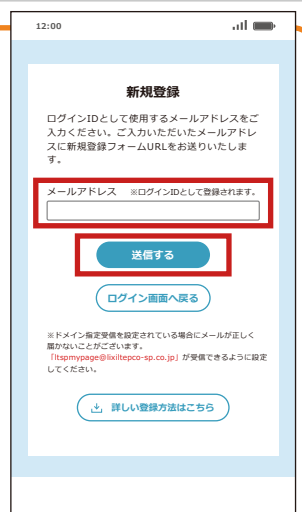 12:00
新規登録
ログインIDとして使用するメールアドレスをご
入力ください。ご入力いただいたメールアドレ
スに新規登録フォームURLをお送りいたしま
す。
メールアドレス ※ログインIDとして登録されます。
送信する
ログイン画面へ戻る
※ドメイン指定受信を設定されている場合にメールが正しく
届かないことがございます。
「ltspmypage@lixiltepco-sp.co.jp」が受信できるように設定
してください。
詳しい登録方法はこちら